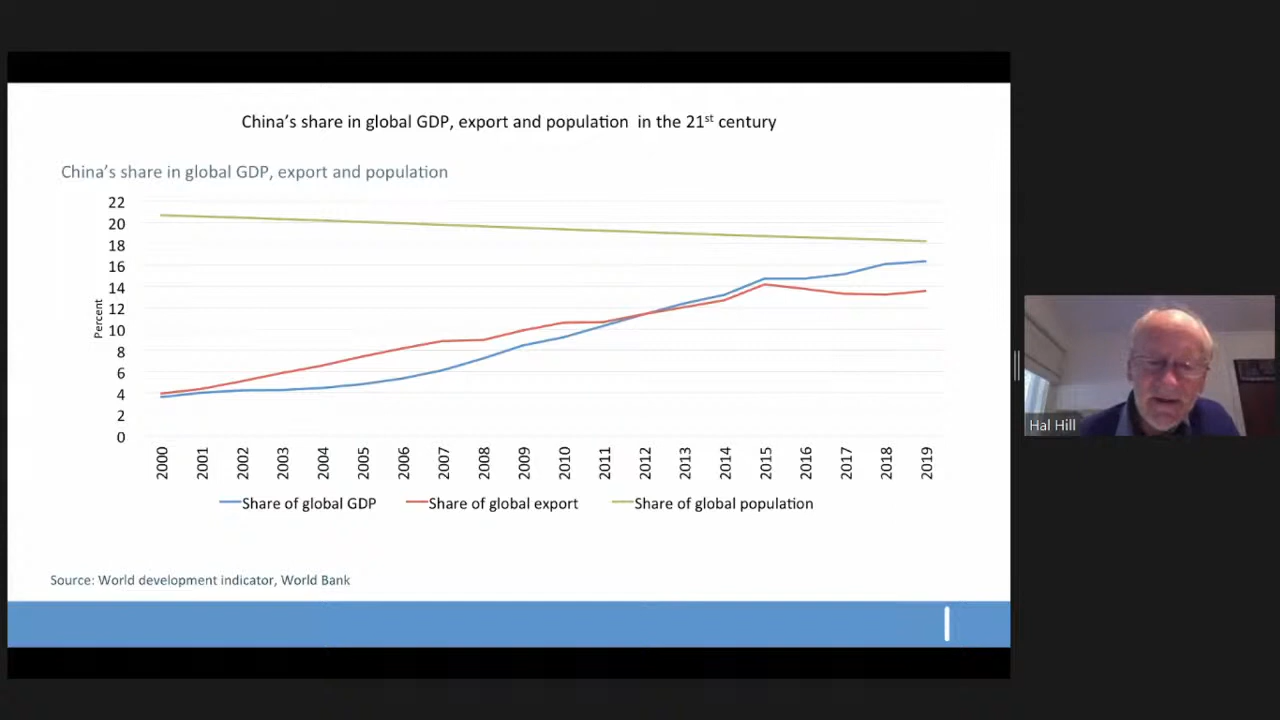 China's share in global GDP, export and population in the 21st century
China's share in global GDP, export and population
22
20
18
16
14
12
10
8
6
4
2
0
Percent
2000 2001 2002 2003 2004 2005 2006 2007 2008 2009 2010 2011 2012 2013 2014 2015 2016 2017 2018 2019
Share of global GDP Share of global export Share of global population
Source: World development indicator, World Bank
Hal Hill